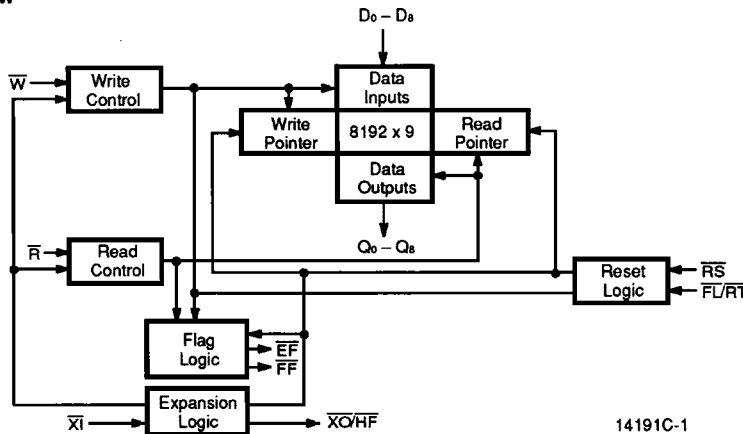 D0 – D8
W
Write
Control
Data
Inputs
Write
Pointer
8192 x 9
Read
Pointer
Data
Outputs
R
Read
Control
Q0 – Q8
Reset
Logic
RS
FL/RT
Flag
Logic
EF
FF
Expansion
Logic
XI
XO/HF
14191C-1